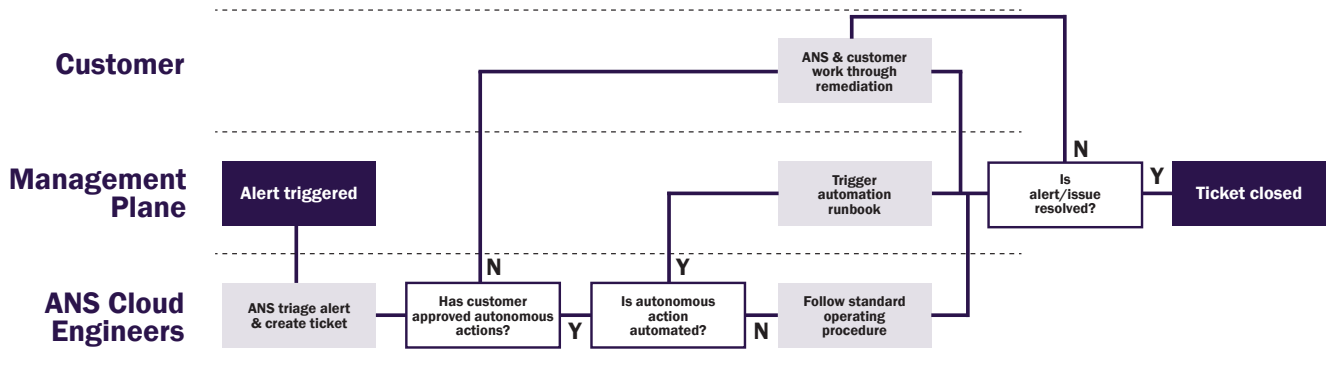 Customer
ANS & customer
work through
remediation
N
Management
Plane
Alert triggered
Trigger
automation
runbook
Is
alert/issue
resolved?
Y
Ticket closed
N
Y
ANS Cloud
Engineers
ANS triage alert
& create ticket
Has customer
approved autonomous
actions?
Y
Is autonomous
action
automated?
N
Follow standard
operating
procedure